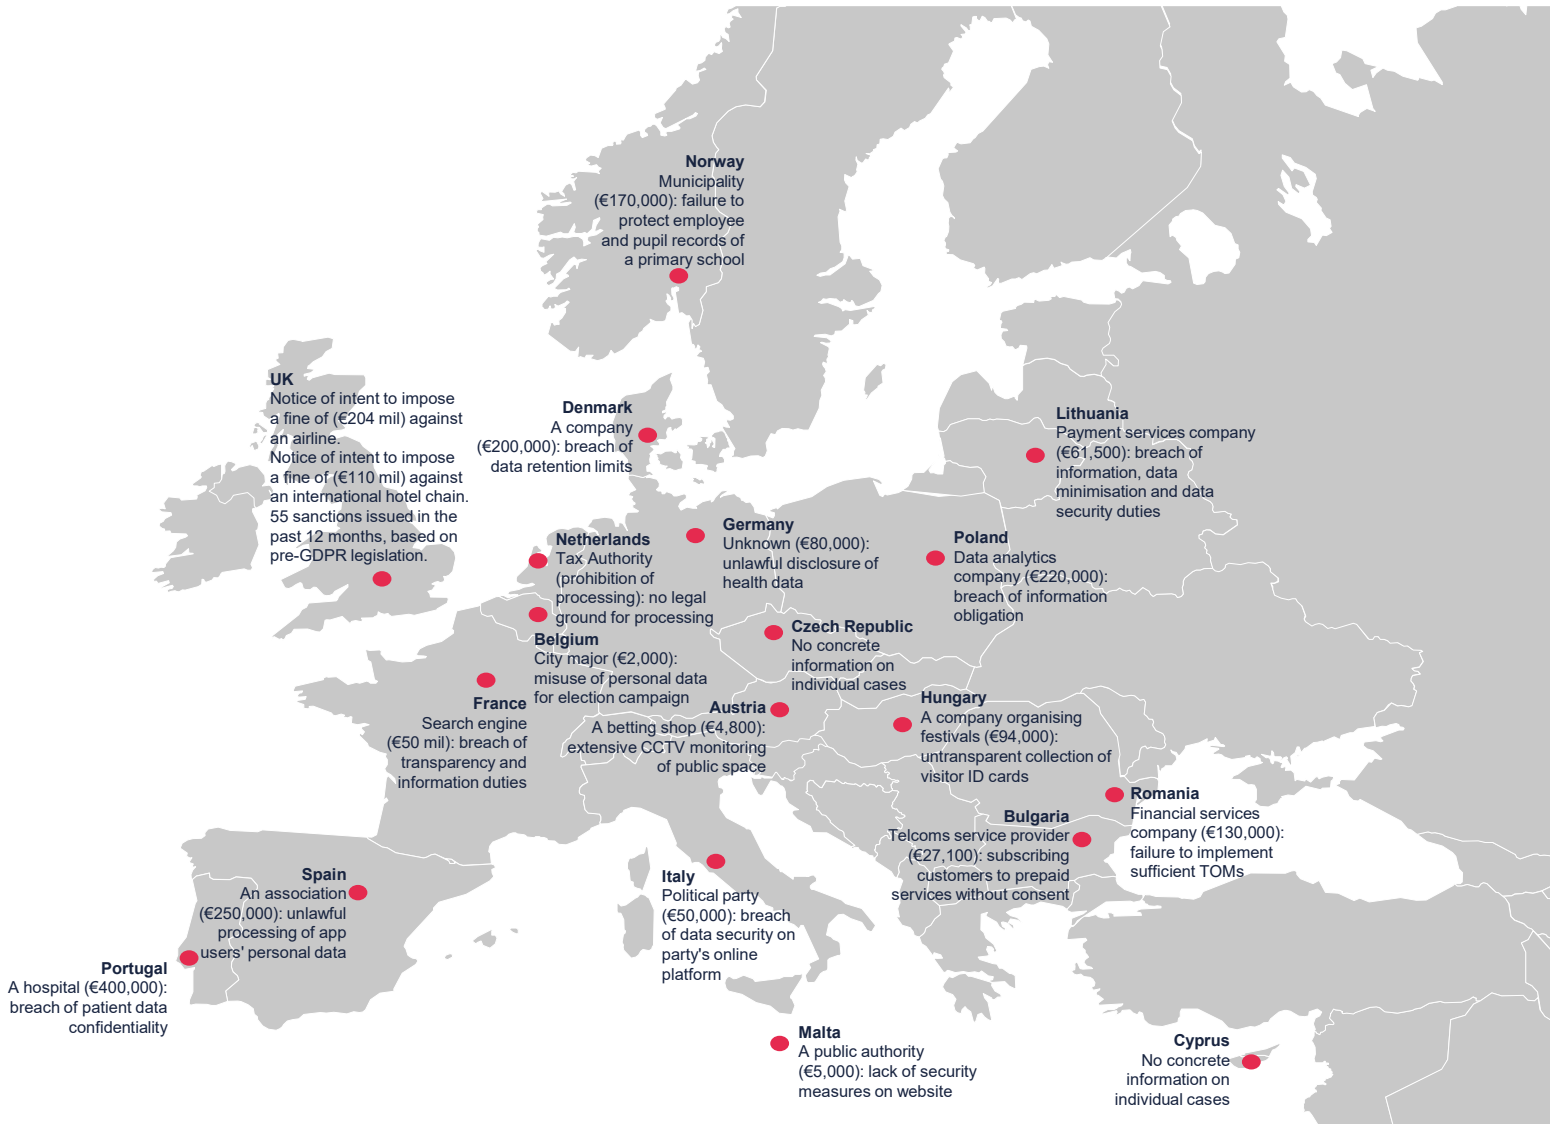 Norway
Municipality
(€170,000): failure to
protect employee
and pupil records of
a primary school
UK
Notice of intent to impose
a fine of (€204 mil) against
an airline.
Notice of intent to impose
a fine of (€110 mil) against
an international hotel chain.
55 sanctions issued in the
past 12 months, based on
pre-GDPR legislation.
Denmark
A company
(€200,000): breach of
data retention limits
Lithuania
Payment services company
(€61,500): breach of
information, data
minimisation and data
security duties
Netherlands
Tax Authority
(prohibition of
processing): no legal
ground for processing
Germany
Unknown (€80,000):
unlawful disclosure of
health data
Poland
Data analytics
company (€220,000):
breach of information
obligation
Belgium
City major (€2,000):
misuse of personal data
for election campaign
Czech Republic
No concrete
information on
individual cases
France
Search engine
(€50 mil): breach of
transparency and
information duties
Austria
A betting shop (€4,800):
extensive CCTV monitoring
of public space
Hungary
A company organising
festivals (€94,000):
untransparent collection of
visitor ID cards
Romania
Financial services
company (€130,000):
failure to implement
sufficient TOMs
Bulgaria
Telcoms service provider
(€27,100): subscribing
customers to prepaid
services without consent
Spain
An association
(€250,000): unlawful
processing of app
users' personal data
Italy
Political party
(€50,000): breach
of data security on
party's online
platform
Portugal
A hospital (€400,000):
breach of patient data
confidentiality
Malta
A public authority
(€5,000): lack of security
measures on website
Cyprus
No concrete
information on
individual cases